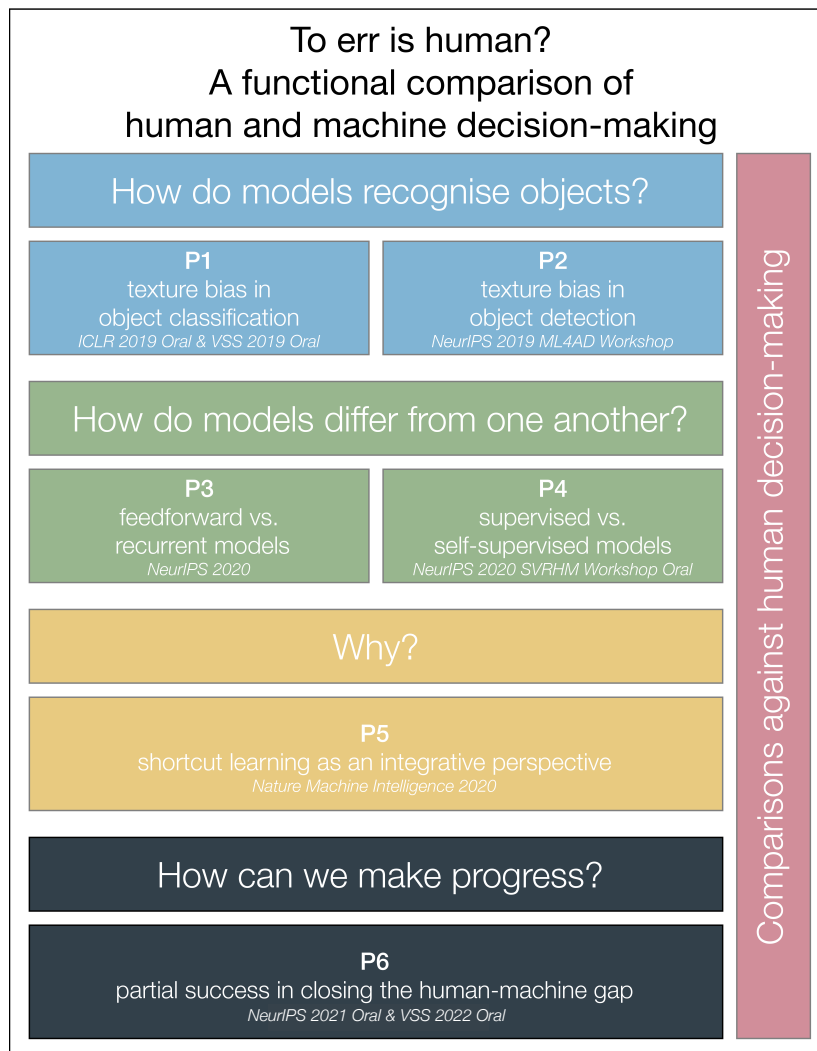 To err is human?
A functional comparison of
human and machine decision-making
How do models recognise objects?
P1
texture bias in
object classification
ICLR 2019 Oral & VSS 2019 Oral
P2
texture bias in
object detection
NeurIPS 2019 ML4AD Workshop
How do models differ from one another?
P3
feedforward vs.
recurrent models
NeurIPS 2020
P4
supervised vs.
self-supervised models
NeurIPS 2020 SVRHM Workshop Oral
Why?
P5
shortcut learning as an integrative perspective
Nature Machine Intelligence 2020
How can we make progress?
P6
partial success in closing the human-machine gap
NeurIPS 2021 Oral & VSS 2022 Oral
Comparisons against human decision-making